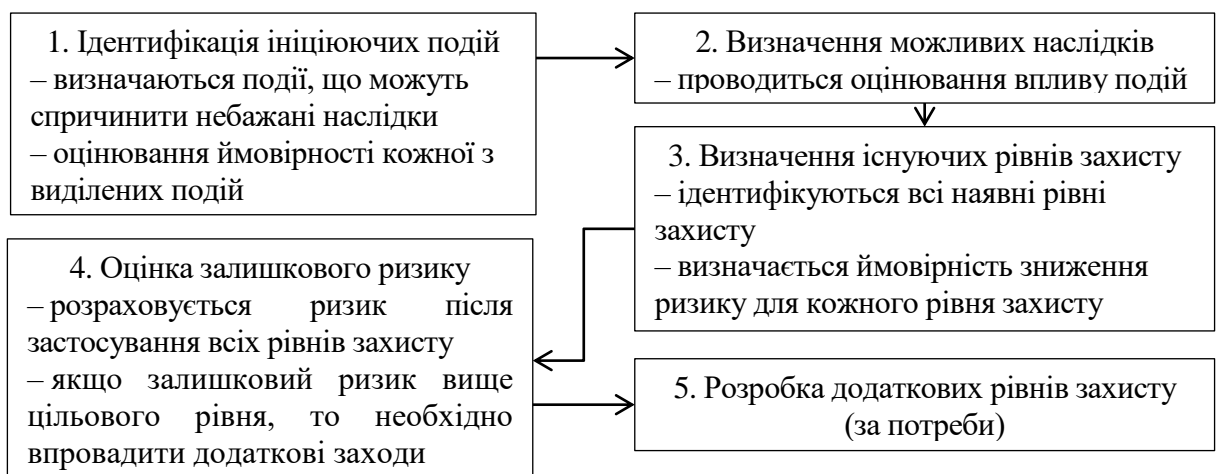 1. Ідентифікація ініціюючих подій
– визначаються події, що можуть
спричинити небажані наслідки
– оцінювання ймовірності кожної з
виділених подій
2. Визначення можливих наслідків
– проводиться оцінювання впливу подій
3. Визначення існуючих рівнів захисту
– ідентифікуються всі наявні рівні
захисту
– визначається ймовірність зниження
ризику для кожного рівня захисту
4. Оцінка залишкового ризику
– розраховується ризик після
застосування всіх рівнів захисту
– якщо залишковий ризик вище
цільового рівня, то необхідно
впровадити додаткові заходи
5. Розробка додаткових рівнів захисту
(за потреби)